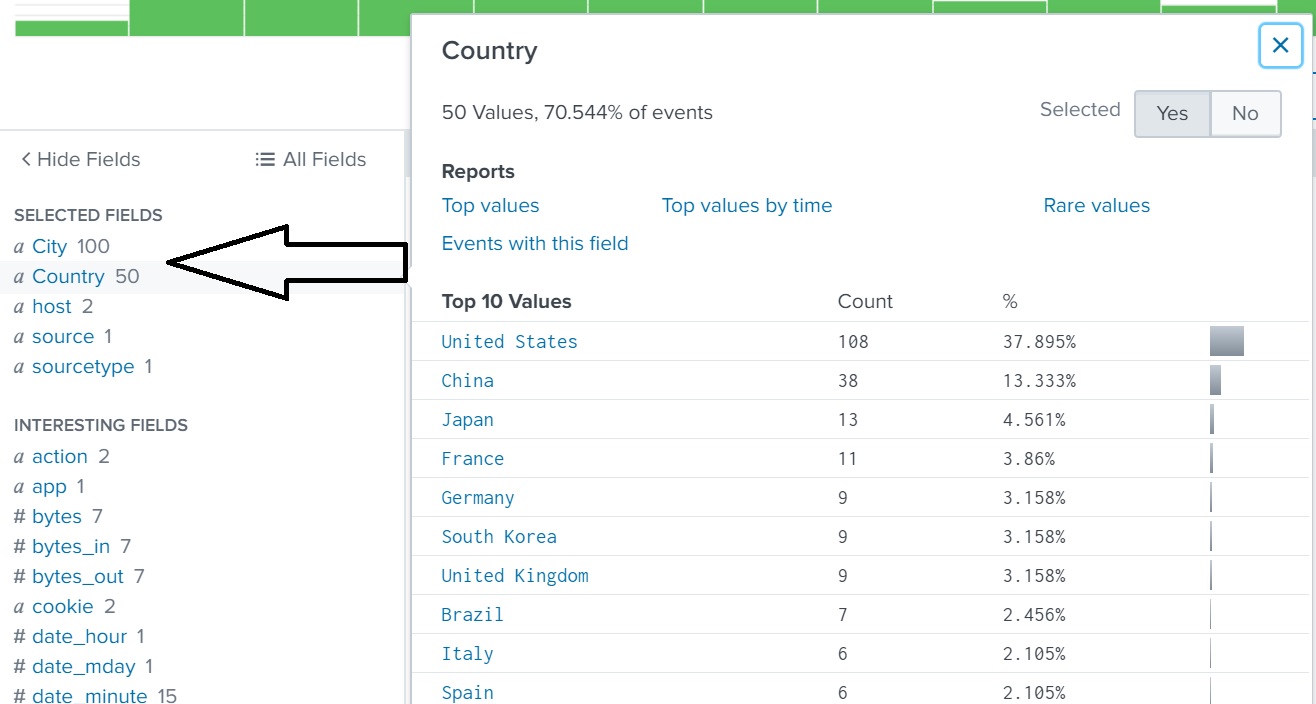 Hide Fields All Fields
SELECTED FIELDS
a City 100
a Country 50
a host 2
a source 1
a sourcetype 1
INTERESTING FIELDS
a action 2
a app 1
# bytes 7
# bytes_in 7
# bytes_out 7
a cookie 2
# date_hour 1
# date_mday 1
# date_minute 15
Country
50 Values, 70.544% of events
Selected Yes No
Reports
Top values Top values by time Rare values
Events with this field
Top 10 Values Count %
United States 108 37.895%
China 38 13.333%
Japan 13 4.561%
France 11 3.86%
Germany 9 3.158%
South Korea 9 3.158%
United Kingdom 9 3.158%
Brazil 7 2.456%
Italy 6 2.105%
Spain 6 2.105%